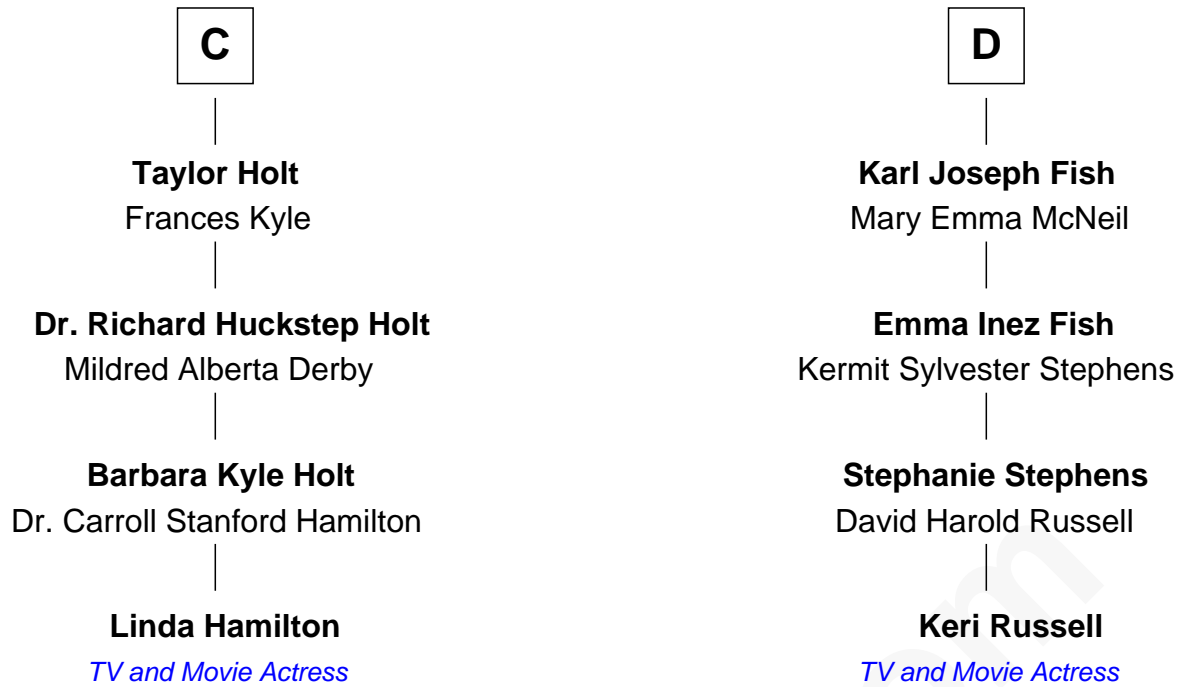 C
Taylor Holt
Frances Kyle
Dr. Richard Huckstep Holt
Mildred Alberta Derby
Barbara Kyle Holt
Dr. Carroll Stanford Hamilton
Linda Hamilton
TV and Movie Actress
D
Karl Joseph Fish
Mary Emma McNeil
Emma Inez Fish
Kermit Sylvester Stephens
Stephanie Stephens
David Harold Russell
Keri Russell
TV and Movie Actress